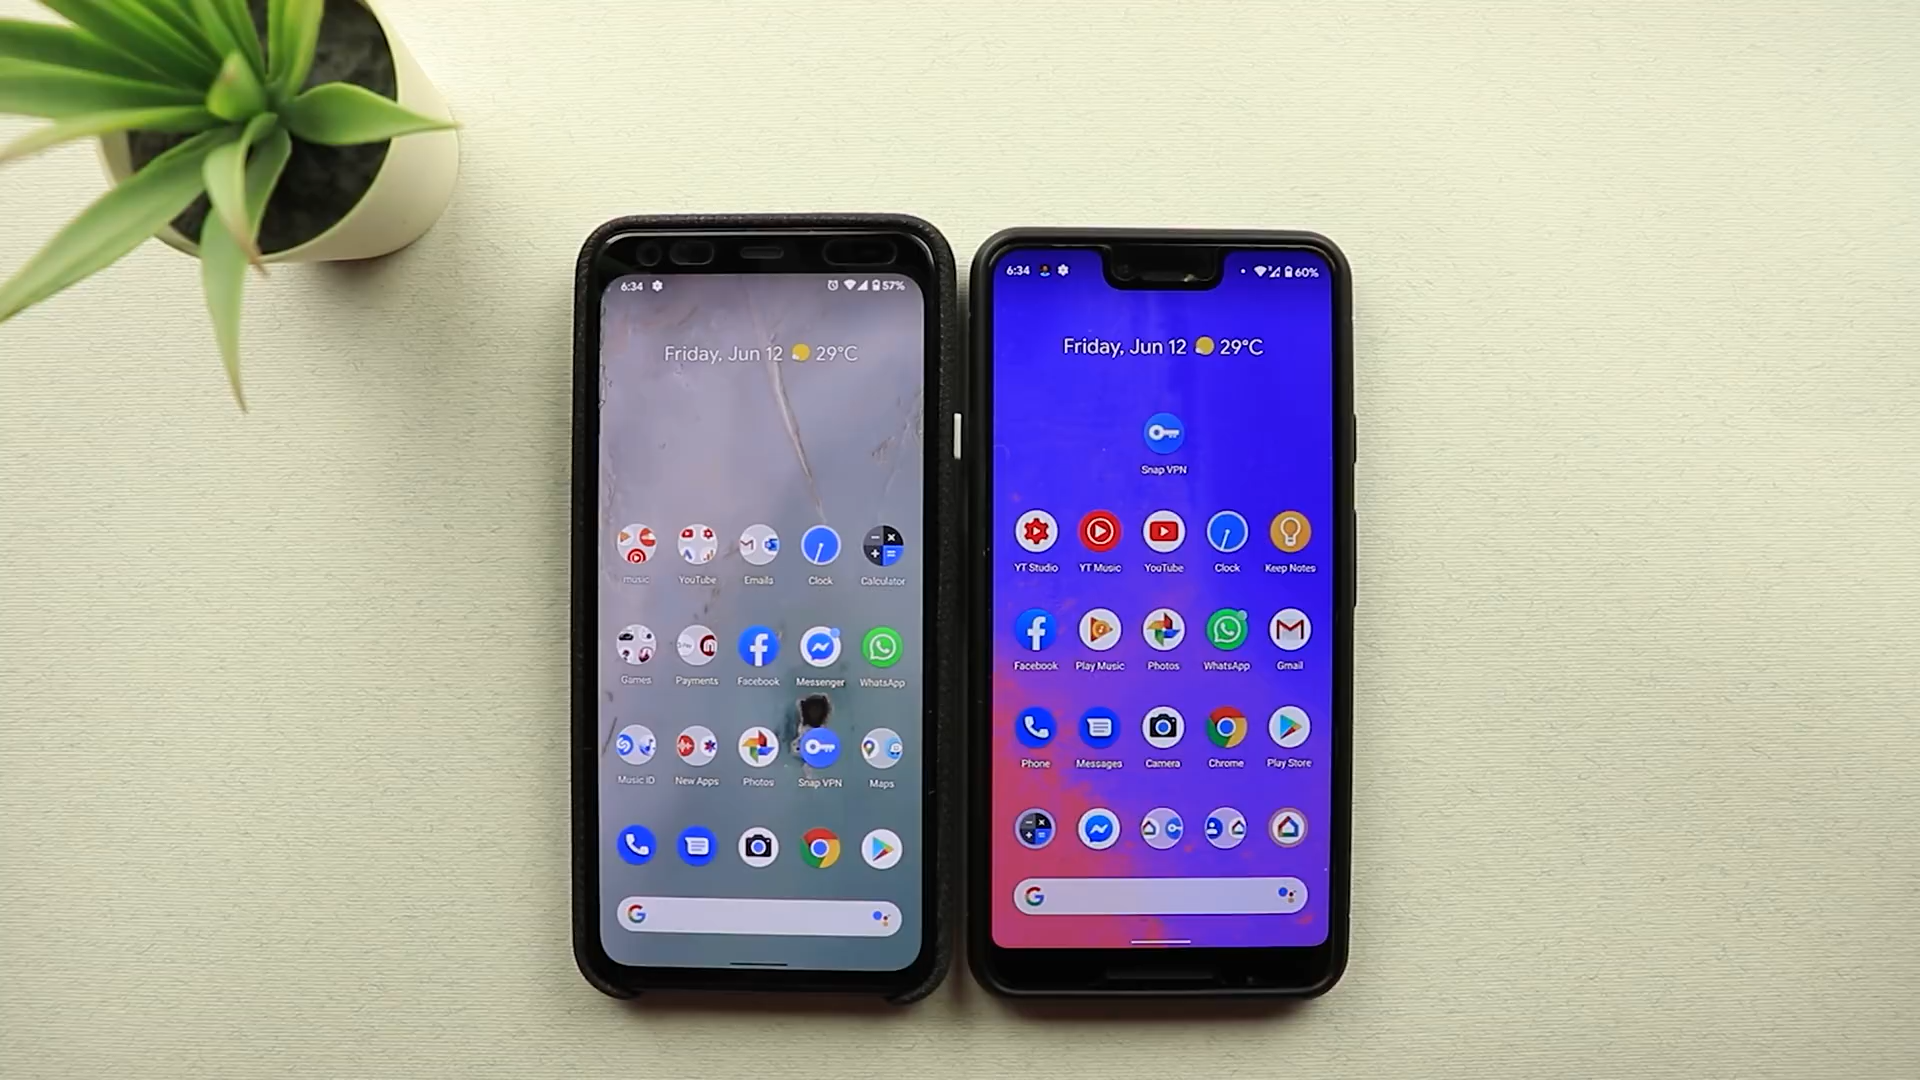 6:34
57%
Friday, Jun 12 29°C
music YouTube Emails Clock Calculator
Games Payments Facebook Messenger WhatsApp
Music ID New Apps Photos Snap VPN Maps
6:34
60%
Friday, Jun 12 29°C
Snap VPN
YT Studio YT Music YouTube Clock Keep Notes
Facebook Play Music Photos WhatsApp Gmail
Phone Messages Camera Chrome Play Store